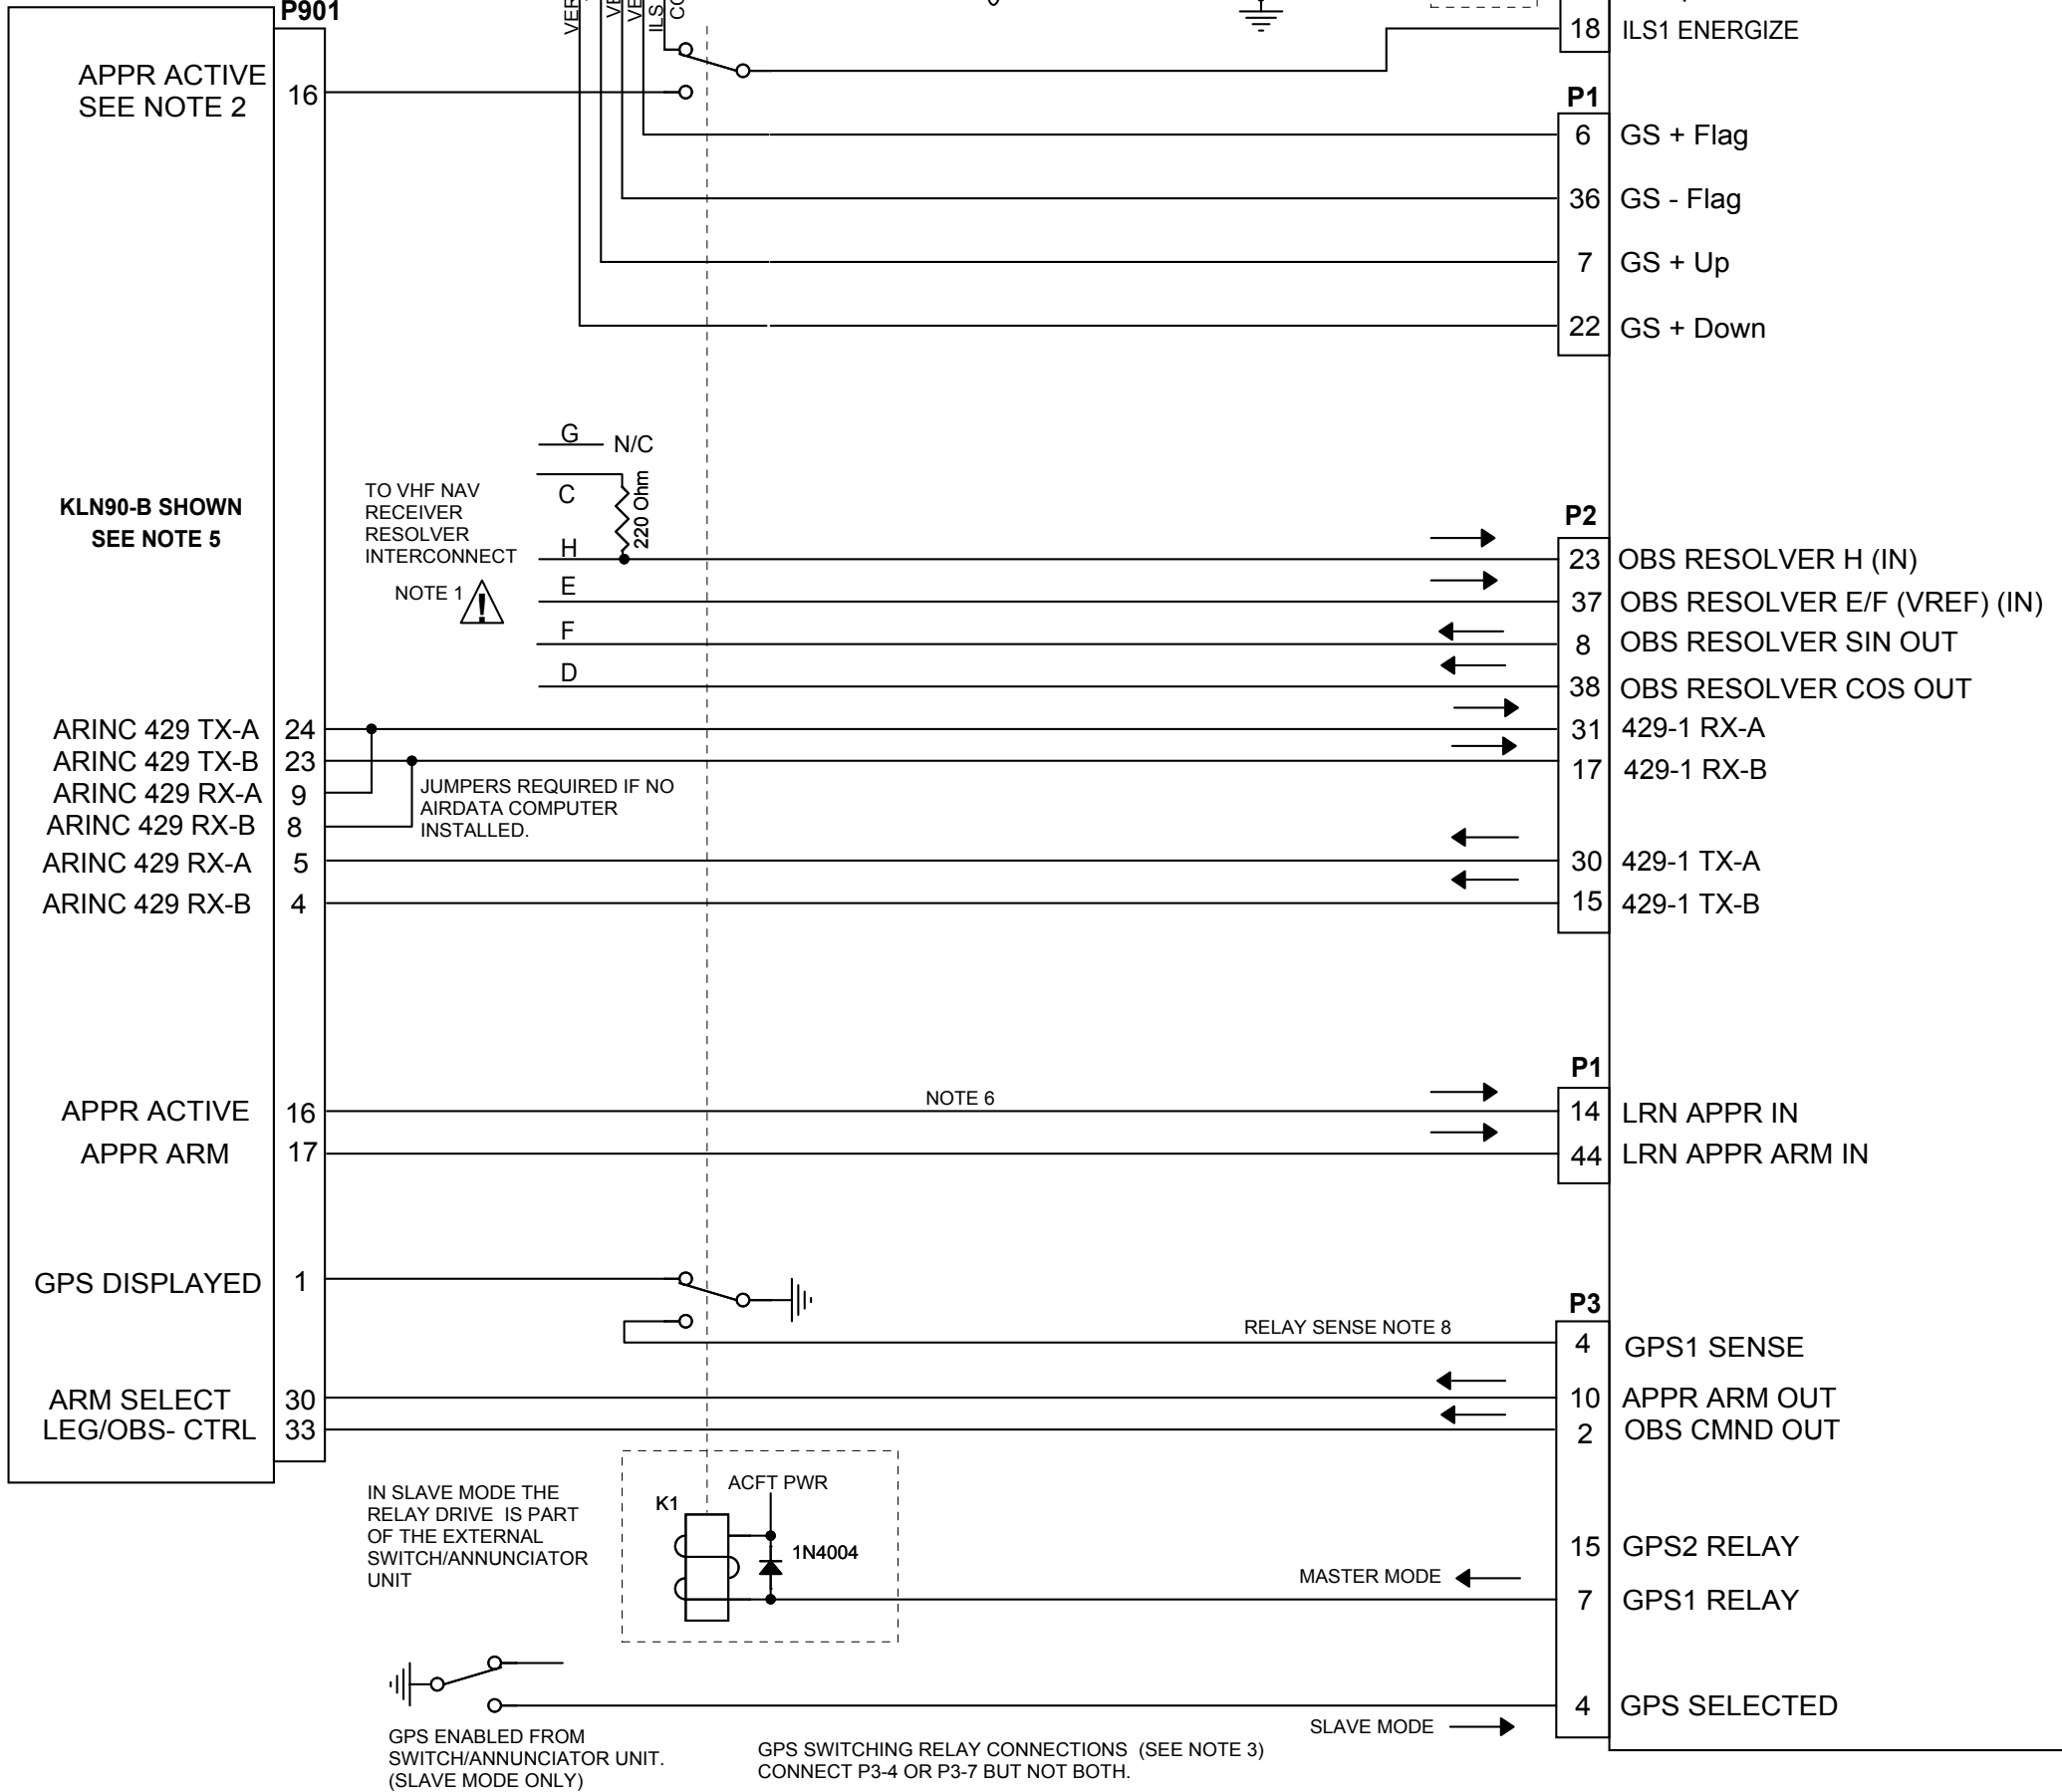 P901
VER
VE
VE
ILS
CO
18 ILS1 ENERGIZE
APPR ACTIVE
SEE NOTE 2
16
P1
6 GS + Flag
36 GS - Flag
7 GS + Up
22 GS + Down
KLN90-B SHOWN
SEE NOTE 5
TO VHF NAV
RECEIVER
RESOLVER
INTERCONNECT
NOTE 1
!
G N/C
C
220 Ohm
H
E
F
D
P2
23 OBS RESOLVER H (IN)
37 OBS RESOLVER E/F (VREF) (IN)
8 OBS RESOLVER SIN OUT
38 OBS RESOLVER COS OUT
31 429-1 RX-A
17 429-1 RX-B
30 429-1 TX-A
15 429-1 TX-B
ARINC 429 TX-A 24
ARINC 429 TX-B 23
ARINC 429 RX-A 9
ARINC 429 RX-B 8
ARINC 429 RX-A 5
ARINC 429 RX-B 4
JUMPERS REQUIRED IF NO
AIRDATA COMPUTER
INSTALLED.
APPR ACTIVE 16
APPR ARM 17
NOTE 6
P1
14 LRN APPR IN
44 LRN APPR ARM IN
GPS DISPLAYED 1
ARM SELECT 30
LEG/OBS- CTRL 33
RELAY SENSE NOTE 8
P3
4 GPS1 SENSE
10 APPR ARM OUT
2 OBS CMND OUT
15 GPS2 RELAY
7 GPS1 RELAY
4 GPS SELECTED
IN SLAVE MODE THE
RELAY DRIVE IS PART
OF THE EXTERNAL
SWITCH/ANNUNCIATOR
UNIT
K1
ACFT PWR
1N4004
MASTER MODE
SLAVE MODE
GPS ENABLED FROM
SWITCH/ANNUNCIATOR UNIT.
(SLAVE MODE ONLY)
GPS SWITCHING RELAY CONNECTIONS (SEE NOTE 3)
CONNECT P3-4 OR P3-7 BUT NOT BOTH.